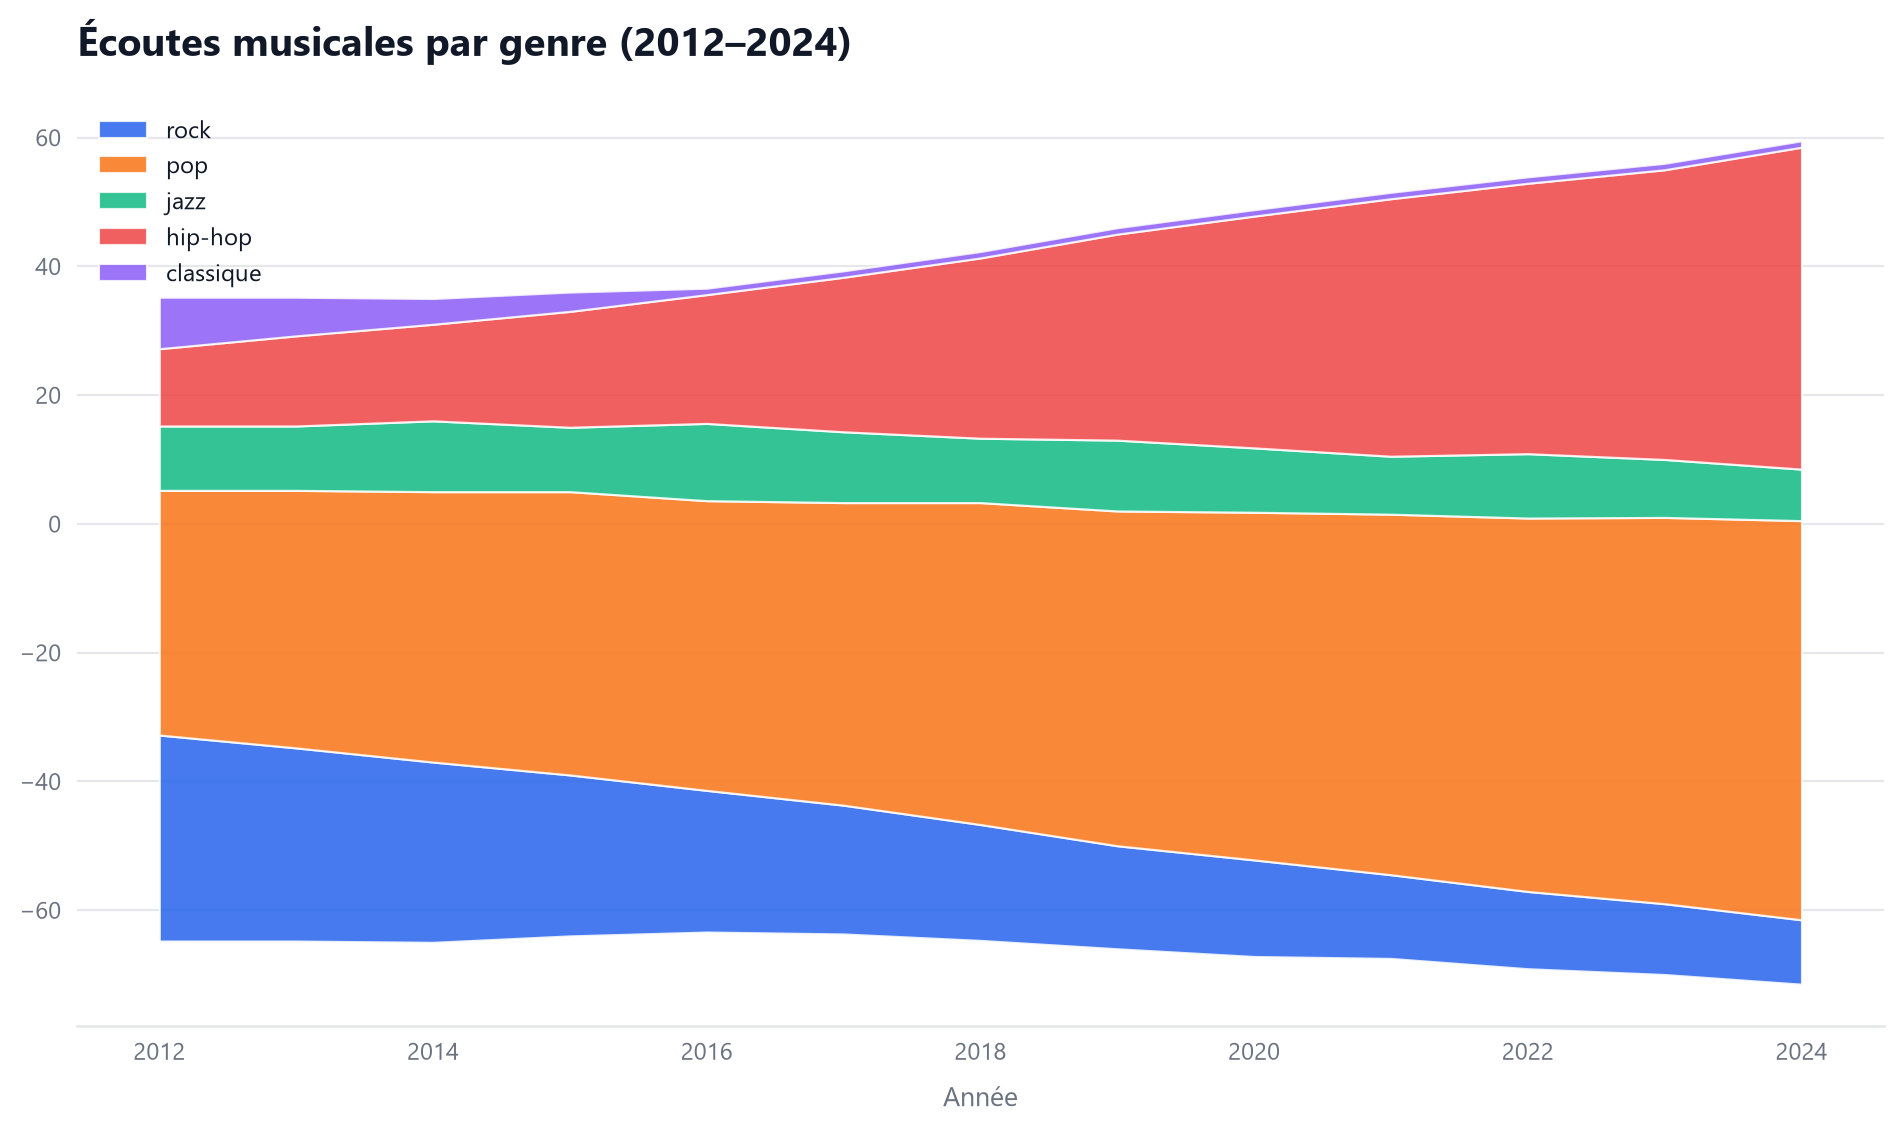 Écoutes musicales par genre (2012–2024)
rock
pop
jazz
hip-hop
classique
60
40
20
0
−20
−40
−60
2012 2014 2016 2018 2020 2022 2024
Année